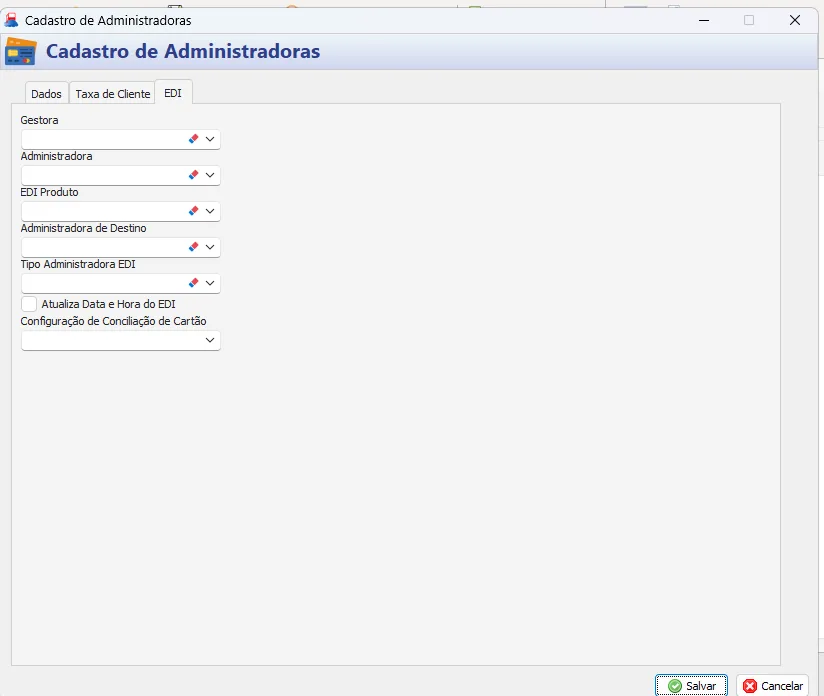 Cadastro de Administradoras
Cadastro de Administradoras
Dados Taxa de Cliente EDI
Gestora
Administradora
EDI Produto
Administradora de Destino
Tipo Administradora EDI
Atualiza Data e Hora do EDI
Configuração de Conciliação de Cartão
Salvar Cancelar